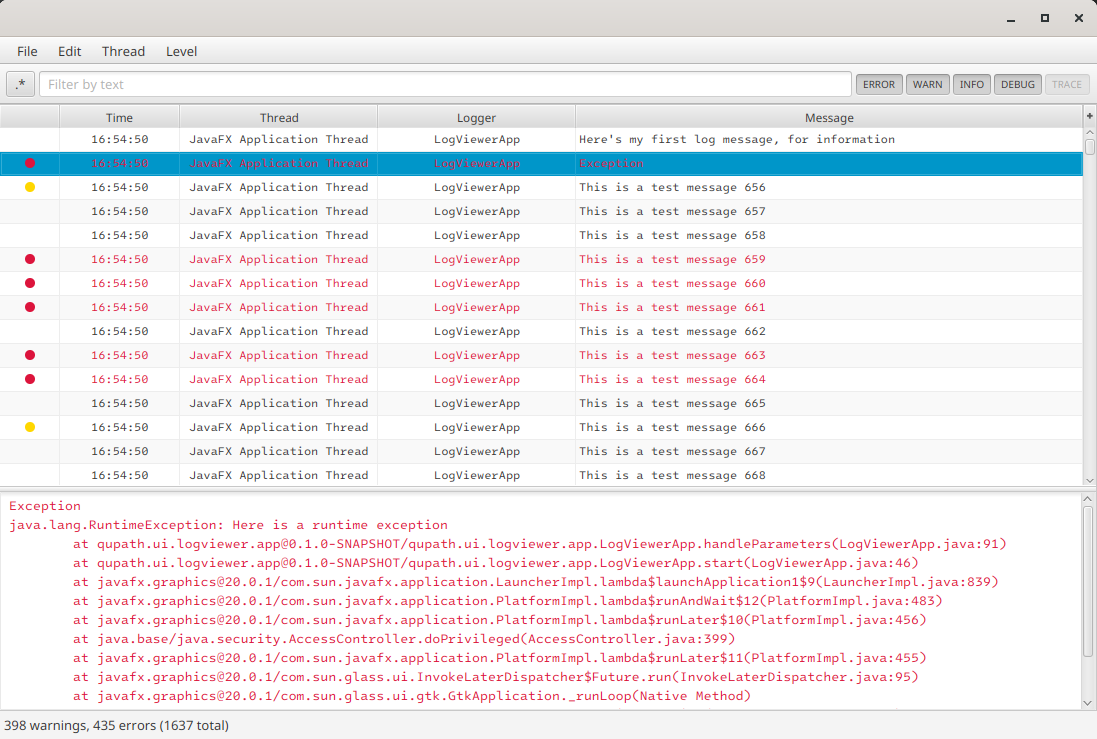 File Edit Thread Level
.* Filter by text ERROR WARN INFO DEBUG TRACE
Time Thread Logger Message +
16:54:50 JavaFX Application Thread LogViewerApp Here's my first log message, for information
16:54:50 JavaFX Application Thread LogViewerApp Exception
16:54:50 JavaFX Application Thread LogViewerApp This is a test message 656
16:54:50 JavaFX Application Thread LogViewerApp This is a test message 657
16:54:50 JavaFX Application Thread LogViewerApp This is a test message 658
16:54:50 JavaFX Application Thread LogViewerApp This is a test message 659
16:54:50 JavaFX Application Thread LogViewerApp This is a test message 660
16:54:50 JavaFX Application Thread LogViewerApp This is a test message 661
16:54:50 JavaFX Application Thread LogViewerApp This is a test message 662
16:54:50 JavaFX Application Thread LogViewerApp This is a test message 663
16:54:50 JavaFX Application Thread LogViewerApp This is a test message 664
16:54:50 JavaFX Application Thread LogViewerApp This is a test message 665
16:54:50 JavaFX Application Thread LogViewerApp This is a test message 666
16:54:50 JavaFX Application Thread LogViewerApp This is a test message 667
16:54:50 JavaFX Application Thread LogViewerApp This is a test message 668
Exception
java.lang.RuntimeException: Here is a runtime exception
at qupath.ui.logviewer.app@0.1.0-SNAPSHOT/qupath.ui.logviewer.app.LogViewerApp.handleParameters(LogViewerApp.java:91)
at qupath.ui.logviewer.app@0.1.0-SNAPSHOT/qupath.ui.logviewer.app.LogViewerApp.start(LogViewerApp.java:46)
at javafx.graphics@20.0.1/com.sun.javafx.application.LauncherImpl.lambda$launchApplication1$9(LauncherImpl.java:839)
at javafx.graphics@20.0.1/com.sun.javafx.application.PlatformImpl.lambda$runAndWait$12(PlatformImpl.java:483)
at javafx.graphics@20.0.1/com.sun.javafx.application.PlatformImpl.lambda$runLater$10(PlatformImpl.java:456)
at java.base/java.security.AccessController.doPrivileged(AccessController.java:399)
at javafx.graphics@20.0.1/com.sun.javafx.application.PlatformImpl.lambda$runLater$11(PlatformImpl.java:455)
at javafx.graphics@20.0.1/com.sun.glass.ui.InvokeLaterDispatcher$Future.run(InvokeLaterDispatcher.java:95)
at javafx.graphics@20.0.1/com.sun.glass.ui.gtk.GtkApplication._runLoop(Native Method)
398 warnings, 435 errors (1637 total)